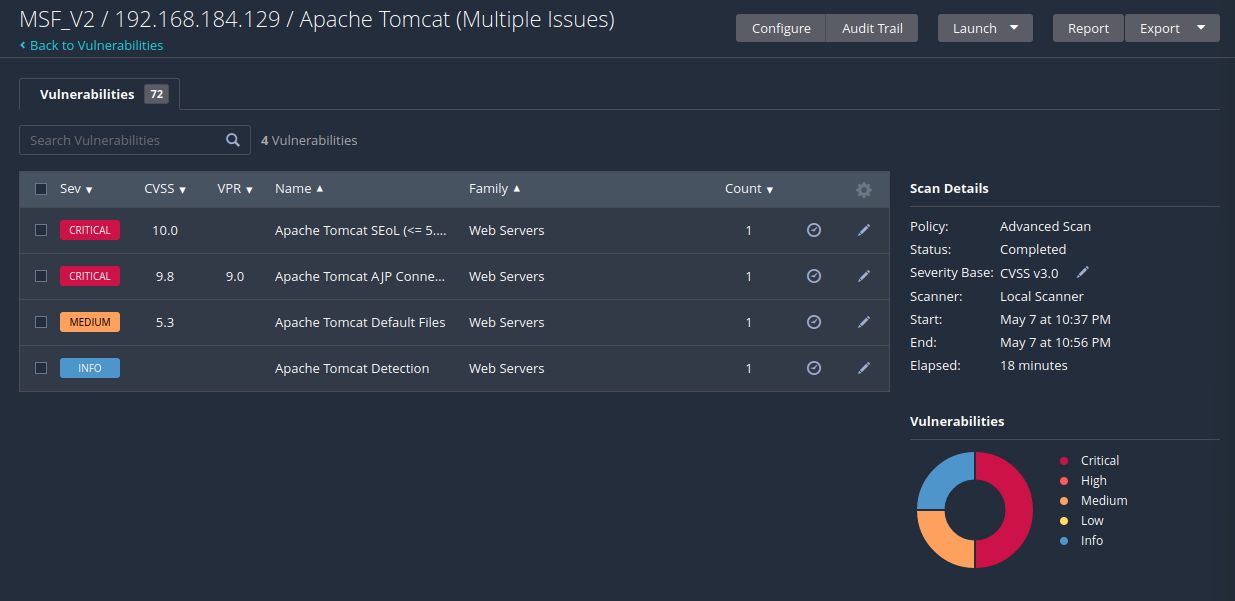 MSF_V2 / 192.168.184.129 / Apache Tomcat (Multiple Issues)
Back to Vulnerabilities
Configure Audit Trail Launch Report Export
Vulnerabilities 72
Search Vulnerabilities 4 Vulnerabilities
Sev CVSS VPR Name Family Count
CRITICAL 10.0 Apache Tomcat SEoL (<= 5.... Web Servers 1
CRITICAL 9.8 9.0 Apache Tomcat AJP Conne... Web Servers 1
MEDIUM 5.3 Apache Tomcat Default Files Web Servers 1
INFO Apache Tomcat Detection Web Servers 1
Scan Details
Policy: Advanced Scan
Status: Completed
Severity Base: CVSS v3.0
Scanner: Local Scanner
Start: May 7 at 10:37 PM
End: May 7 at 10:56 PM
Elapsed: 18 minutes
Vulnerabilities
Critical
High
Medium
Low
Info